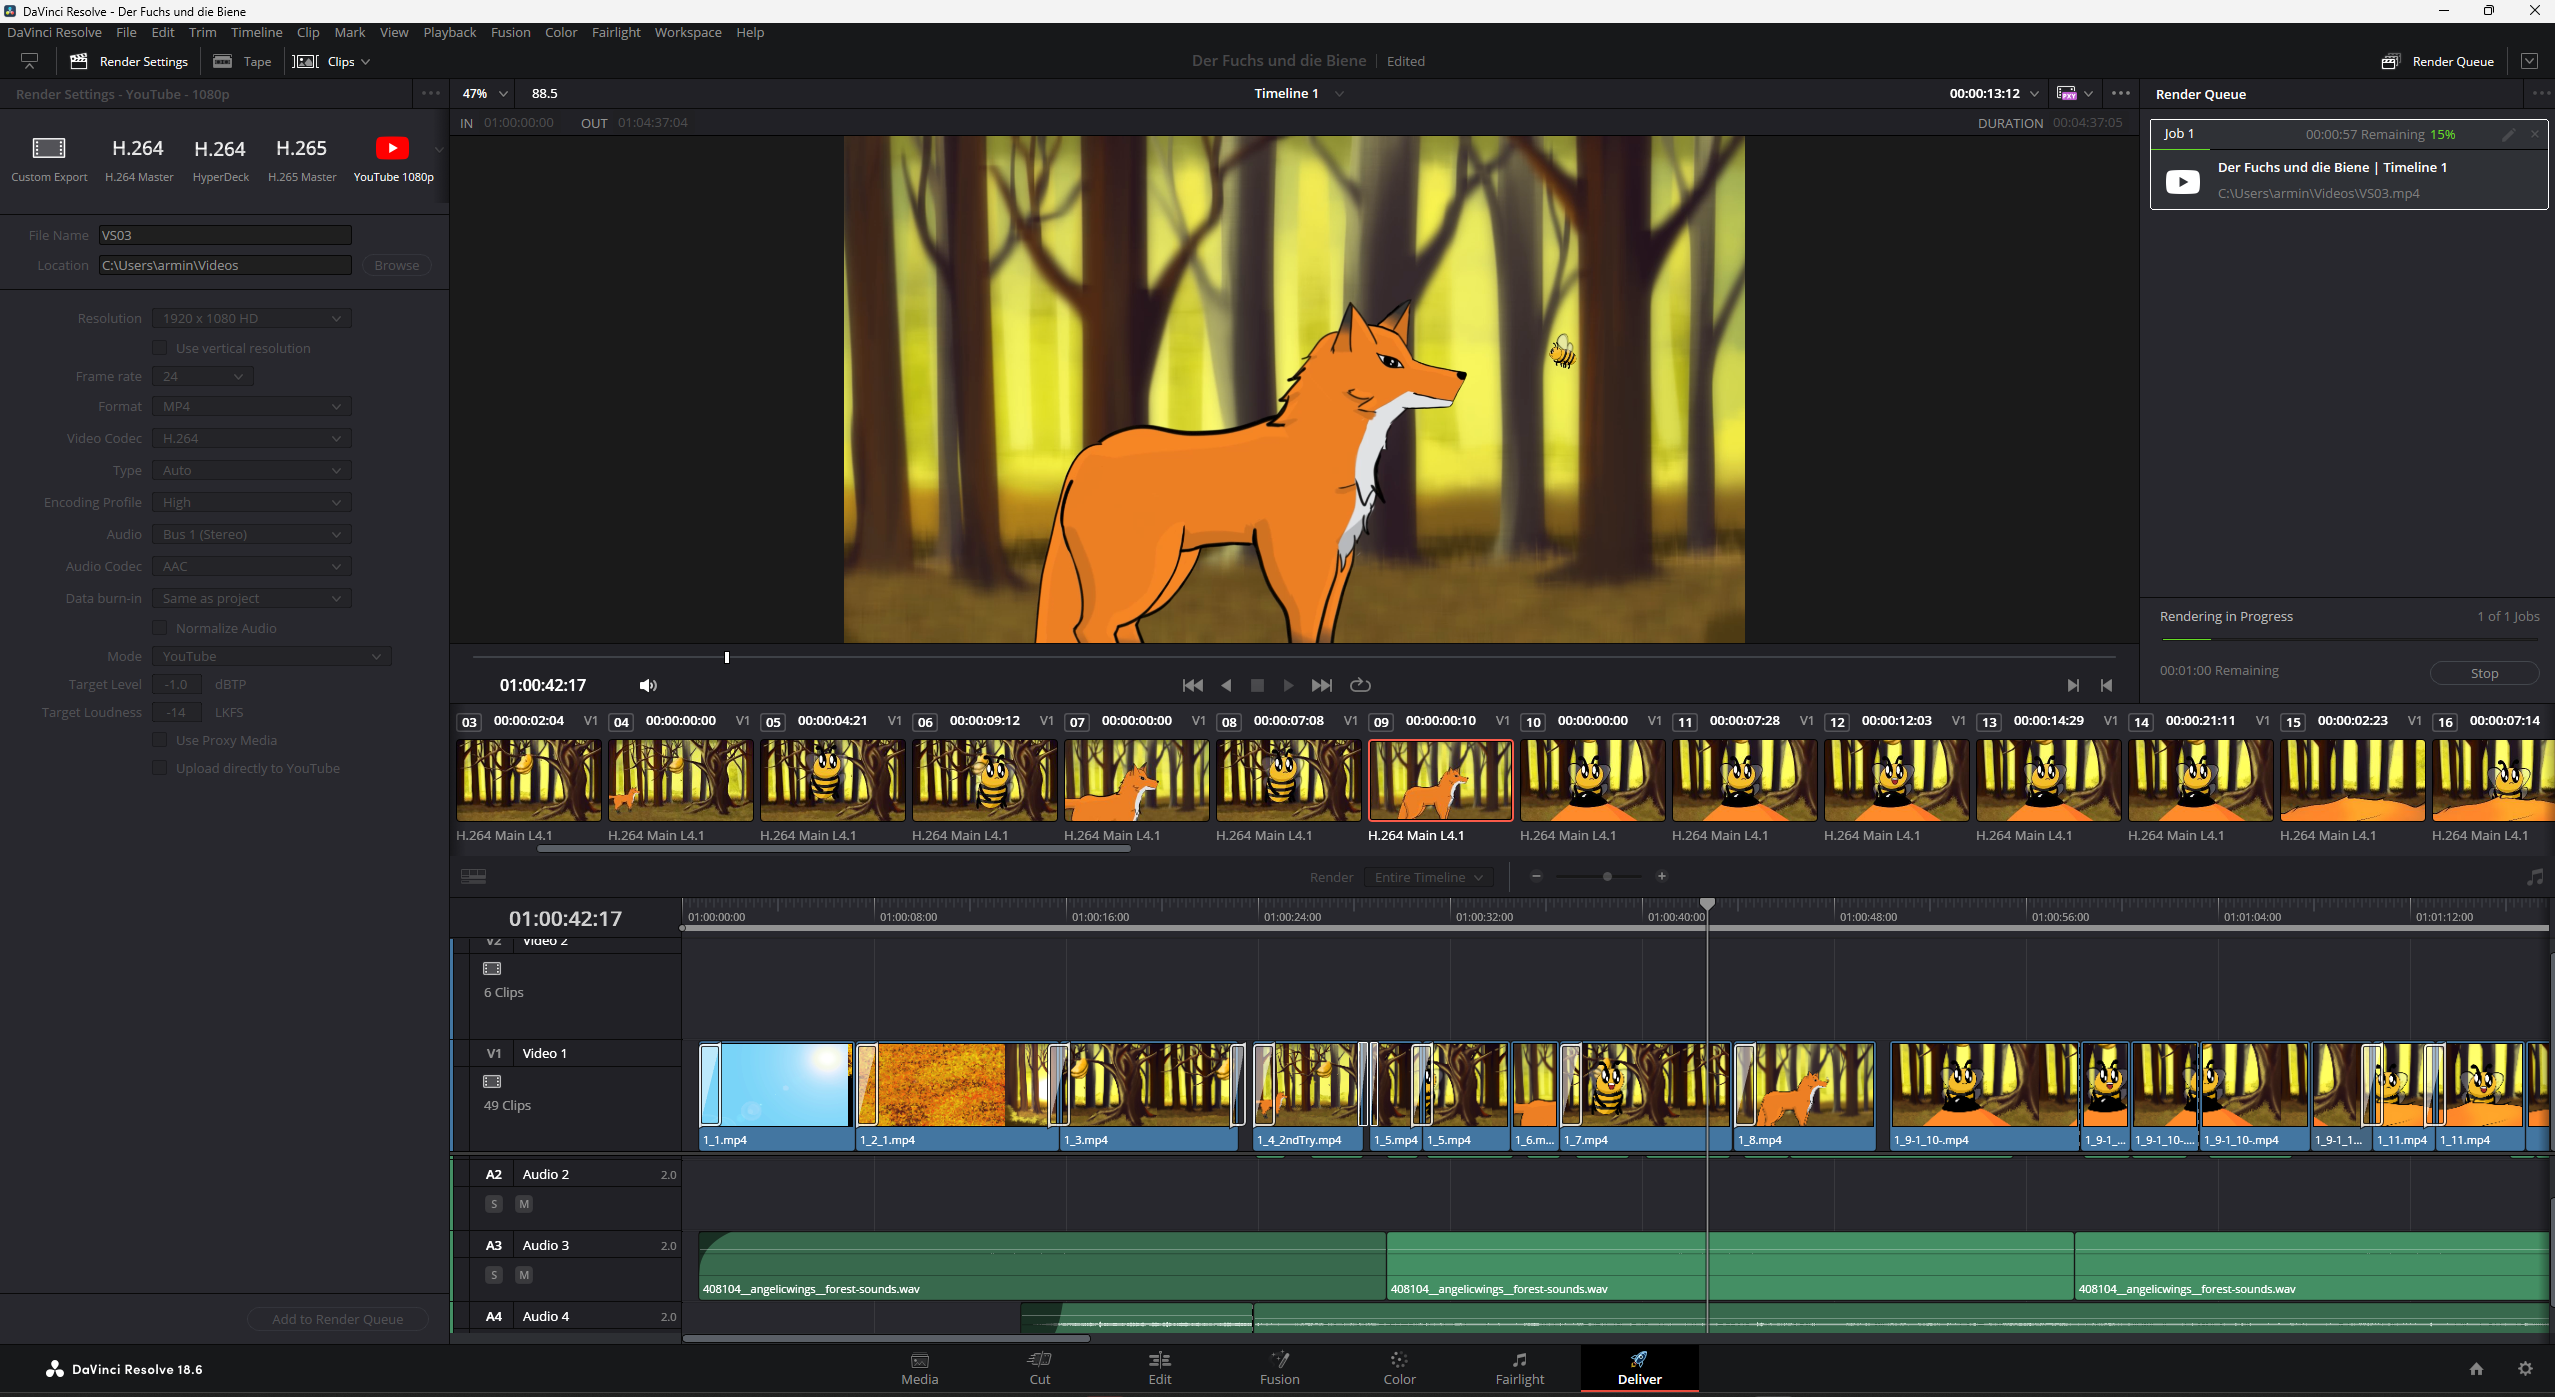 DaVinci Resolve - Der Fuchs und die Biene
DaVinci Resolve File Edit Trim Timeline Clip Mark View Playback Fusion Color Fairlight Workspace Help
Render Settings Tape Clips Der Fuchs und die Biene Edited Render Queue
Render Settings - YouTube - 1080p 47% 88.5 Timeline 1 00:00:13:12 PXY Render Queue
IN 01:00:00:00 OUT 01:04:37:04 DURATION 00:04:37:05
H.264 H.264 H.265
Custom Export H.264 Master HyperDeck H.265 Master YouTube 1080p
Job 1 00:00:57 Remaining 15%
Der Fuchs und die Biene | Timeline 1
C:\Users\armin\Videos\VS03.mp4
File Name VS03
Location C:\Users\armin\Videos Browse
Resolution 1920 x 1080 HD
Use vertical resolution
Frame rate 24
Format MP4
Video Codec H.264
Type Auto
Encoding Profile High
Audio Bus 1 (Stereo)
Audio Codec AAC
Data burn-in Same as project
Normalize Audio
Mode YouTube
Target Level -1.0 dBTP
Target Loudness -14 LKFS
Use Proxy Media
Upload directly to YouTube
Add to Render Queue
Rendering in Progress 1 of 1 Jobs
00:01:00 Remaining Stop
01:00:42:17
03 00:00:02:04 V1 04 00:00:00:00 V1 05 00:00:04:21 V1 06 00:00:09:12 V1 07 00:00:00:00 V1 08 00:00:07:08 V1 09 00:00:00:10 V1 10 00:00:00:00 V1 11 00:00:07:28 V1 12 00:00:12:03 V1 13 00:00:14:29 V1 14 00:00:21:11 V1 15 00:00:02:23 V1 16 00:00:07:14
H.264 Main L4.1 H.264 Main L4.1 H.264 Main L4.1 H.264 Main L4.1 H.264 Main L4.1 H.264 Main L4.1 H.264 Main L4.1 H.264 Main L4.1 H.264 Main L4.1 H.264 Main L4.1 H.264 Main L4.1 H.264 Main L4.1 H.264 Main L4.1 H.264 Main L4.1
Render Entire Timeline
01:00:42:17 01:00:00:00 01:00:08:00 01:00:16:00 01:00:24:00 01:00:32:00 01:00:40:00 01:00:48:00 01:00:56:00 01:01:04:00 01:01:12:00
V2 Video 2
6 Clips
V1 Video 1
49 Clips
1_1.mp4 1_2_1.mp4 1_3.mp4 1_4_2ndTry.mp4 1_5.mp4 1_5.mp4 1_6.m... 1_7.mp4 1_8.mp4 1_9-1_10-.mp4 1_9-1_... 1_9-1_10-.... 1_9-1_10-.mp4 1_9-1_1... 1_11.mp4 1_11.mp4
A2 Audio 2 2.0
S M
A3 Audio 3 2.0
S M
408104__angelicwings__forest-sounds.wav 408104__angelicwings__forest-sounds.wav 408104__angelicwings__forest-sounds.wav
A4 Audio 4 2.0
DaVinci Resolve 18.6 Media Cut Edit Fusion Color Fairlight Deliver